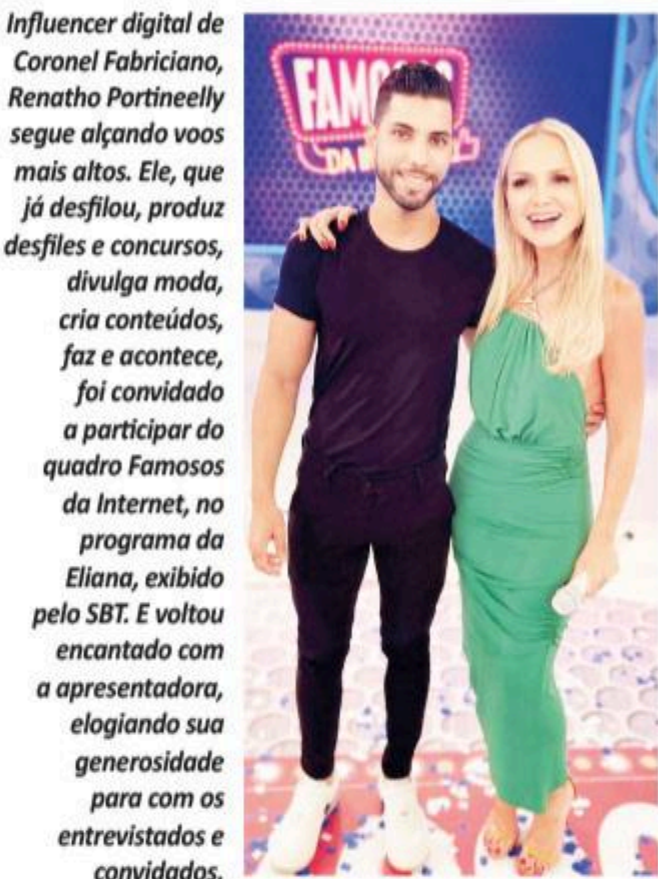 Influencer digital de
Coronel Fabriciano,
Renatho Portineelly
segue alçando voos
mais altos. Ele, que
já desfilou, produz
desfiles e concursos,
divulga moda,
cria conteúdos,
faz e acontece,
foi convidado
a participar do
quadro Famosos
da Internet, no
programa da
Eliana, exibido
pelo SBT. E voltou
encantado com
a apresentadora,
elogiando sua
generosidade
para com os
entrevistados e
convidados.
FAMOSOS
DA